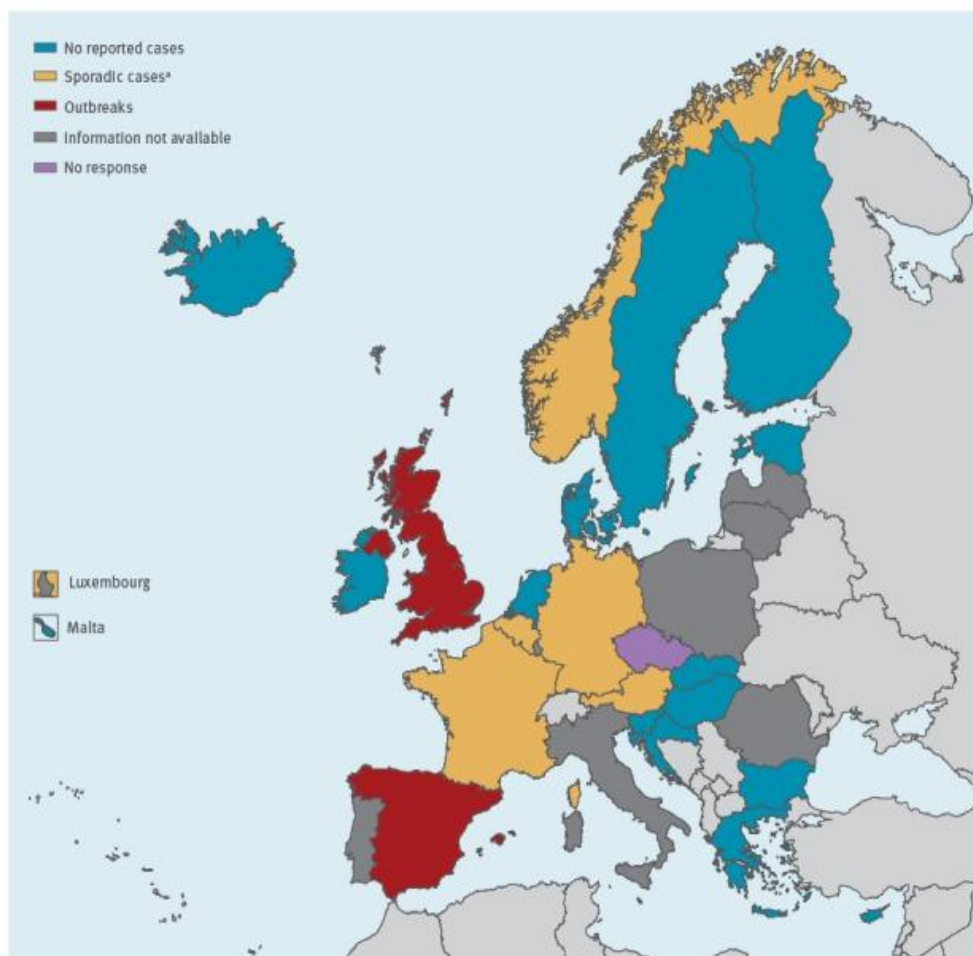 No reported cases
Sporadic casesª
Outbreaks
Information not available
No response
Luxembourg
Malta